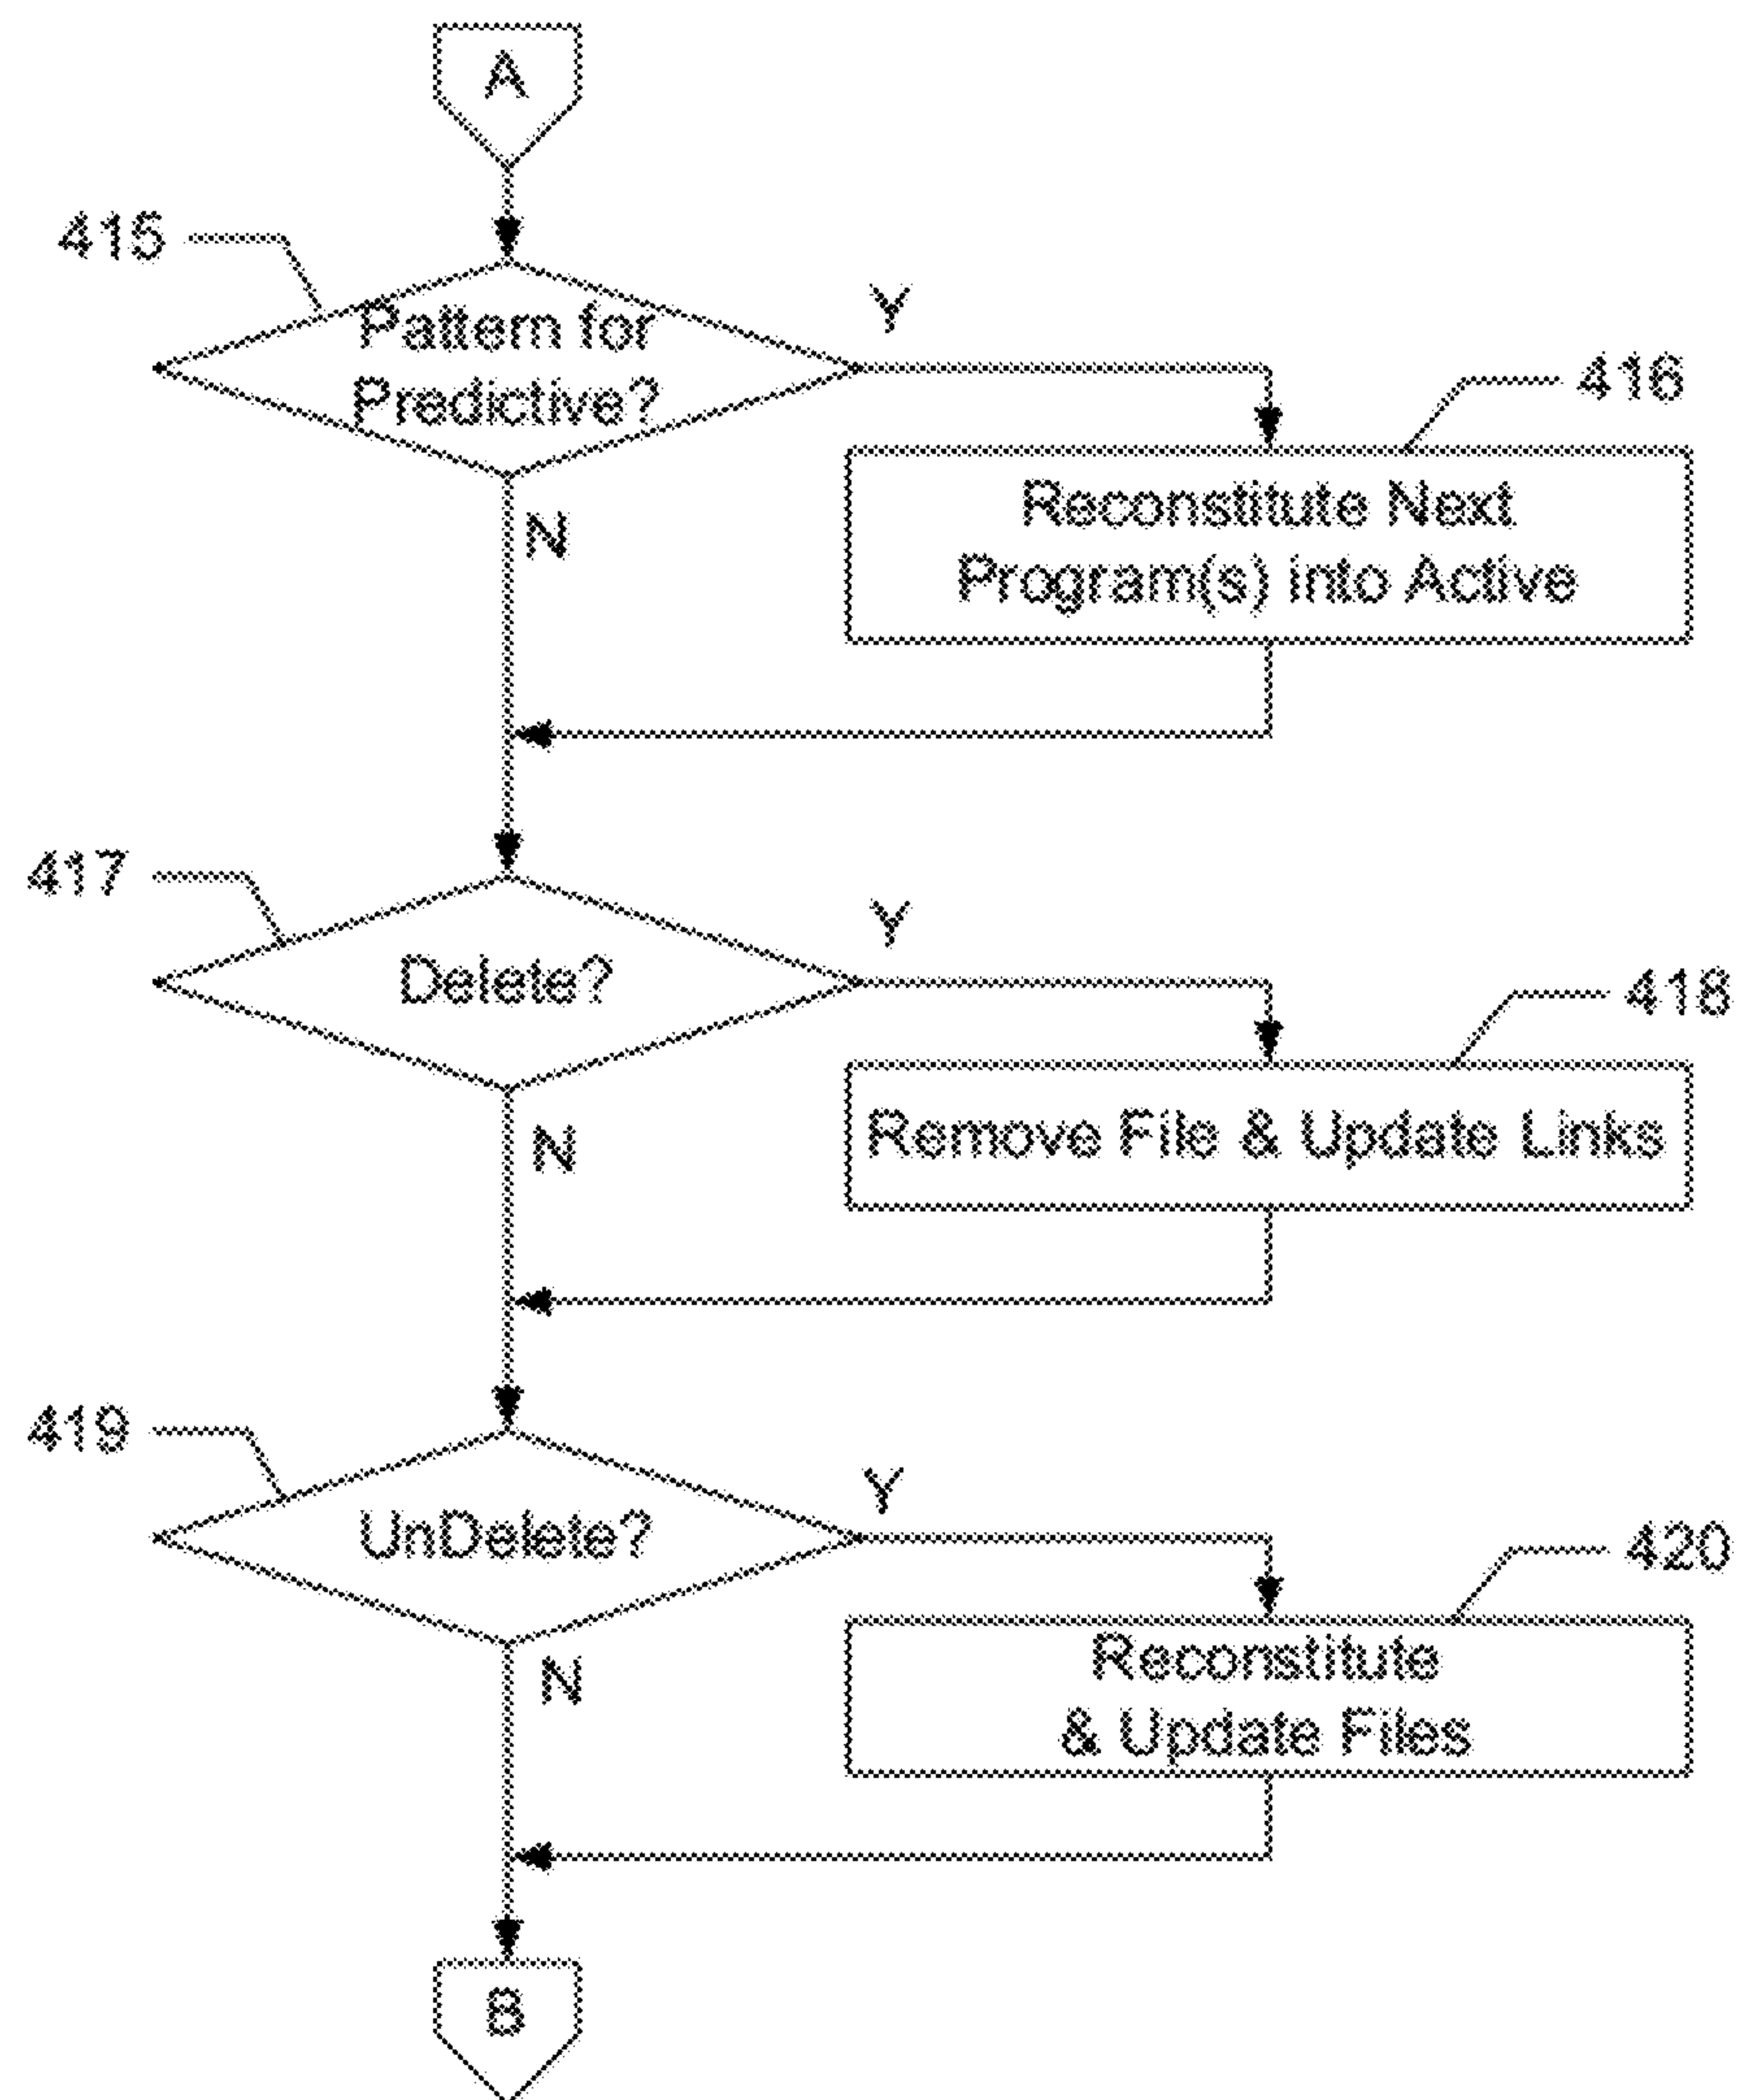 A
415
Pattern for
Predictive?
Y
416
Reconstitute Next
Program(s) into Active
N
417
Delete?
Y
418
Remove File & Update Links
N
419
UnDelete?
Y
420
Reconstitute
& Update Files
N
B